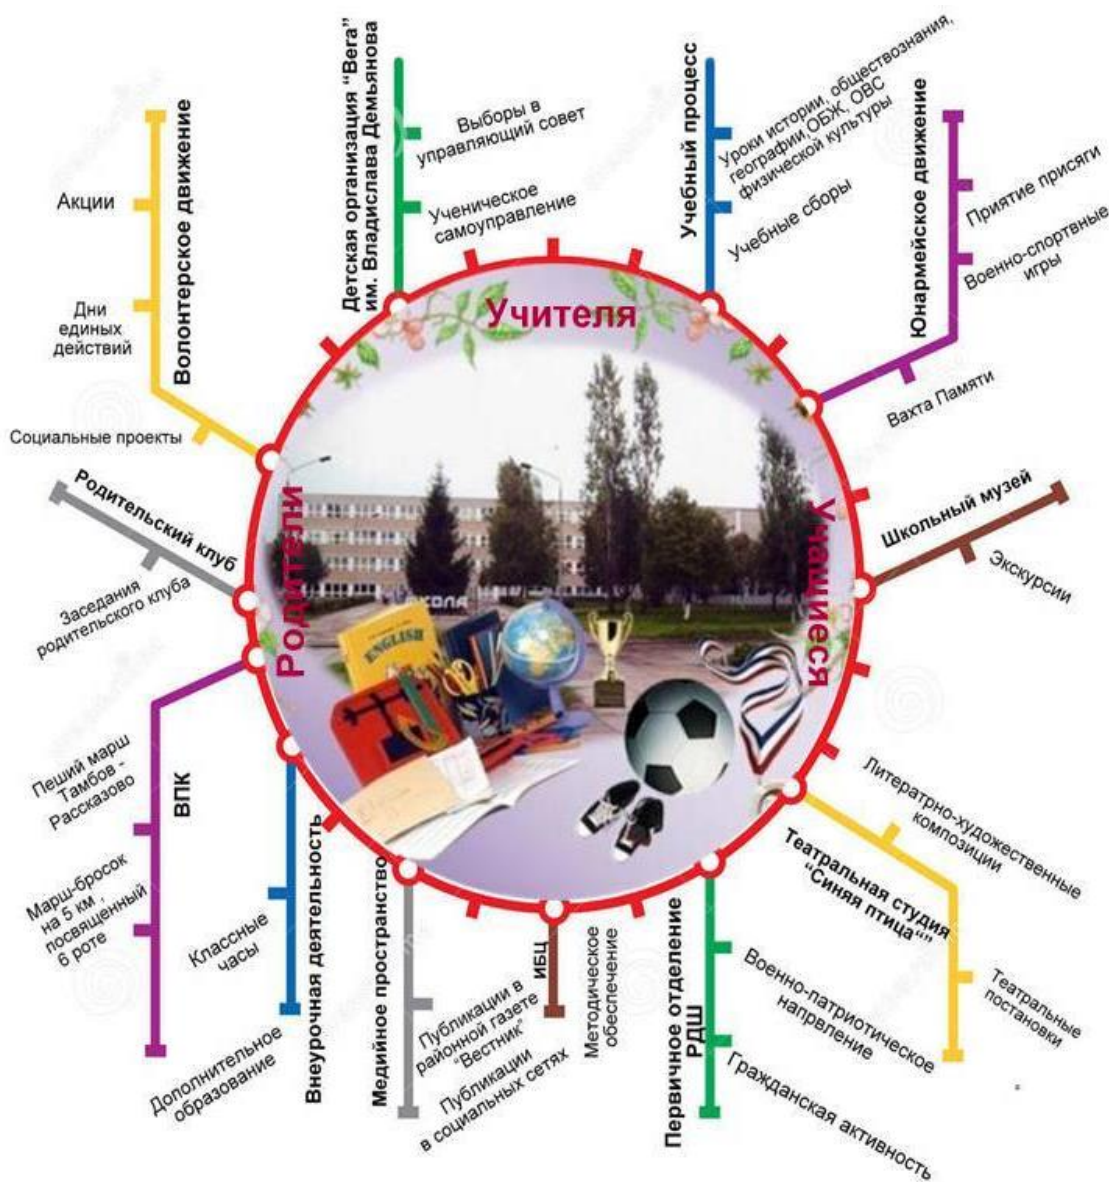 Детская организация “Вега”
им. Владислава Демьянова
Выборы в
управляющий совет
Ученическое
самоуправление
Учебный процесс
Уроки истории, обществознания,
географии,ОБЖ, ОВС
физической культуры
Учебные сборы
Юнармейское движение
Приятие присяги
Военно-спортвные
игры
Вахта Памяти
Школьный музей
Экскурсии
Театральная студия
“Синяя птица“”
Литератрно-художественные
композиции
Театральные
постановки
Первичное отделение
РДШ
Военно-патриотическое
напрвление
Гражданская активность
ИБЦ
Методическое
обеспечение
Медийное пространство
Публикации в
районной газете
“Вестник”
Публикации
в социальных сетях
Внеурочная деятельность
Классные
часы
Дополнительное
образование
ВПК
Пеший марш
Тамбов -
Рассказово
Марш-бросок
на 5 км ,
посвященный
6 роте
Родительский клуб
Заседания
родительского клуба
Волонтерское движение
Акции
Дни
единых
действий
Социальные проекты
Учителя
Учащиеся
Родители
ШКОЛА
ENGLISH